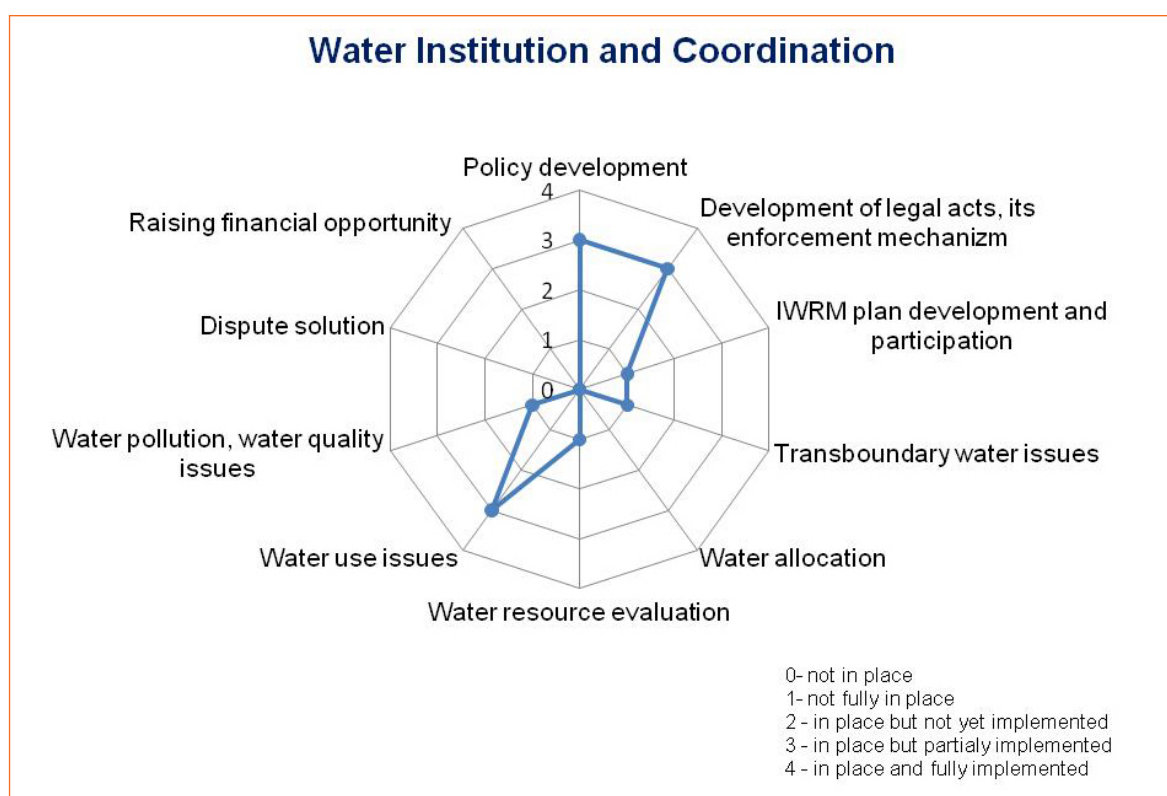 Water Institution and Coordination
Policy development
4
3
2
1
0
Development of legal acts, its
enforcement mechanizm
IWRM plan development and
participation
Transboundary water issues
Water allocation
Water resource evaluation
Water use issues
Water pollution, water quality
issues
Dispute solution
Raising financial opportunity
0- not in place
1- not fully in place
2 - in place but not yet implemented
3 - in place but partialy implemented
4 - in place and fully implemented